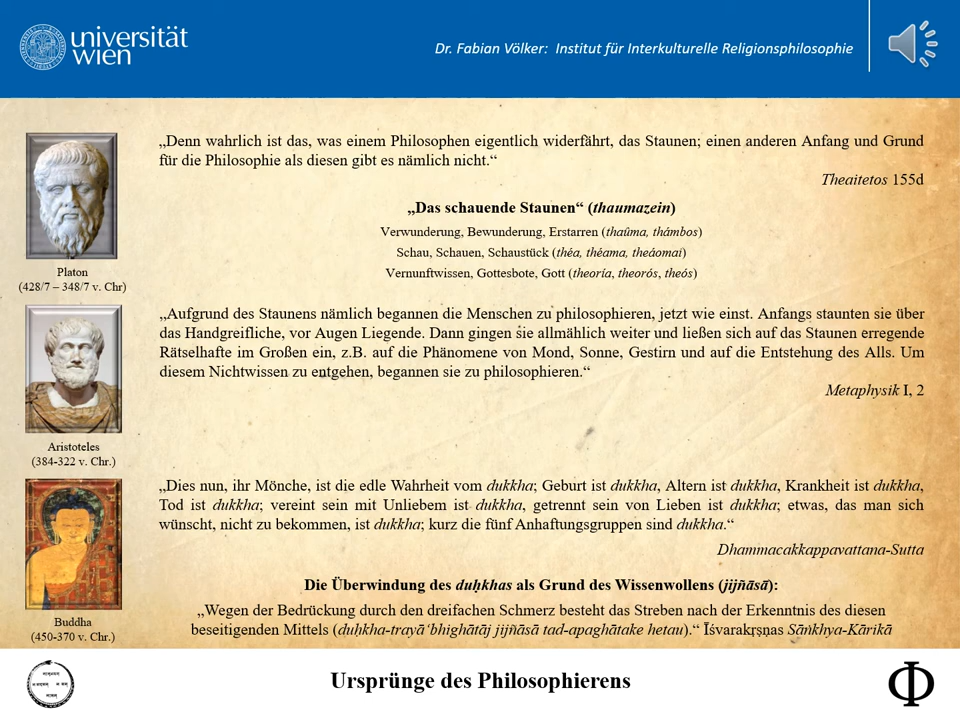 universität
wien
Dr. Fabian Völker: Institut für Interkulturelle Religionsphilosophie
„Denn wahrlich ist das, was einem Philosophen eigentlich widerfährt, das Staunen; einen anderen Anfang und Grund
für die Philosophie als diesen gibt es nämlich nicht.“
Theaitetos 155d
„Das schauende Staunen“ (thaumazein)
Verwunderung, Bewunderung, Erstarren (thaûma, thámbos)
Schau, Schauen, Schaustück (théa, théama, theáomai)
Vernunftwissen, Gottesbote, Gott (theoría, theorós, theós)
Platon
(428/7 – 348/7 v. Chr)
„Aufgrund des Staunens nämlich begannen die Menschen zu philosophieren, jetzt wie einst. Anfangs staunten sie über
das Handgreifliche, vor Augen Liegende. Dann gingen sie allmählich weiter und ließen sich auf das Staunen erregende
Rätselhafte im Großen ein, z.B. auf die Phänomene von Mond, Sonne, Gestirn und auf die Entstehung des Alls. Um
diesem Nichtwissen zu entgehen, begannen sie zu philosophieren.“
Metaphysik I, 2
Aristoteles
(384-322 v. Chr.)
„Dies nun, ihr Mönche, ist die edle Wahrheit vom dukkha; Geburt ist dukkha, Altern ist dukkha, Krankheit ist dukkha,
Tod ist dukkha; vereint sein mit Unliebem ist dukkha, getrennt sein von Lieben ist dukkha; etwas, das man sich
wünscht, nicht zu bekommen, ist dukkha; kurz die fünf Anhaftungsgruppen sind dukkha.“
Dhammacakkappavattana-Sutta
Die Überwindung des duḥkhas als Grund des Wissenwollens (jijñāsā):
„Wegen der Bedrückung durch den dreifachen Schmerz besteht das Streben nach der Erkenntnis des diesen
beseitigenden Mittels (duḥkha-trayā‘bhighātāj jijñāsā tad-apaghātake hetau).“ Īśvarakṛṣṇas Sāṅkhya-Kārikā
Buddha
(450-370 v. Chr.)
Ursprünge des Philosophierens
Φ